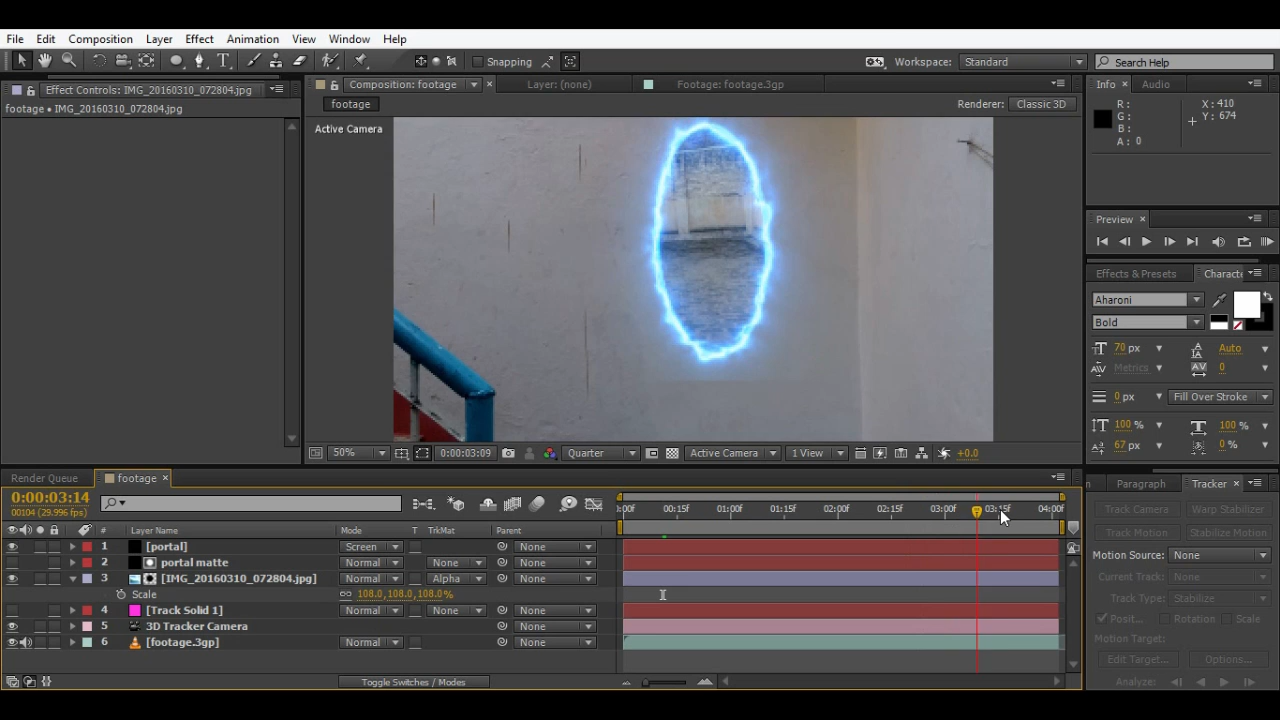 File Edit Composition Layer Effect Animation View Window Help
Snapping Workspace: Standard Search Help
Effect Controls: IMG_20160310_072804.jpg Composition: footage Layer: (none) Footage: footage.3gp Info Audio
footage • IMG_20160310_072804.jpg footage Renderer: Classic 3D
R: X: 410
G: Y: 674
B:
A: 0
Active Camera
Preview
Effects & Presets Charact
Aharoni
Bold
70 px Auto
Metrics 0
0 px Fill Over Stroke
100 % 100 %
67 px 0 %
50% 0:00:03:09 Quarter Active Camera 1 View +0.0
Render Queue footage Paragraph Tracker
0:00:03:14
00104 (29.996 fps)
:00f 00:15f 01:00f 01:15f 02:00f 02:15f 03:00f 03:15f 04:00f
# Layer Name Mode T TrkMat Parent
1 [portal] Screen None
2 portal matte Normal None None
3 [IMG_20160310_072804.jpg] Normal Alpha None
Scale 108.0,108.0,108.0%
4 [Track Solid 1] Normal None None
5 3D Tracker Camera None
6 [footage.3gp] Normal None None
Toggle Switches / Modes
Track Camera Warp Stabilizer
Track Motion Stabilize Motion
Motion Source: None
Current Track: None
Track Type: Stabilize
Posit... Rotation Scale
Motion Target:
Edit Target... Options...
Analyze: